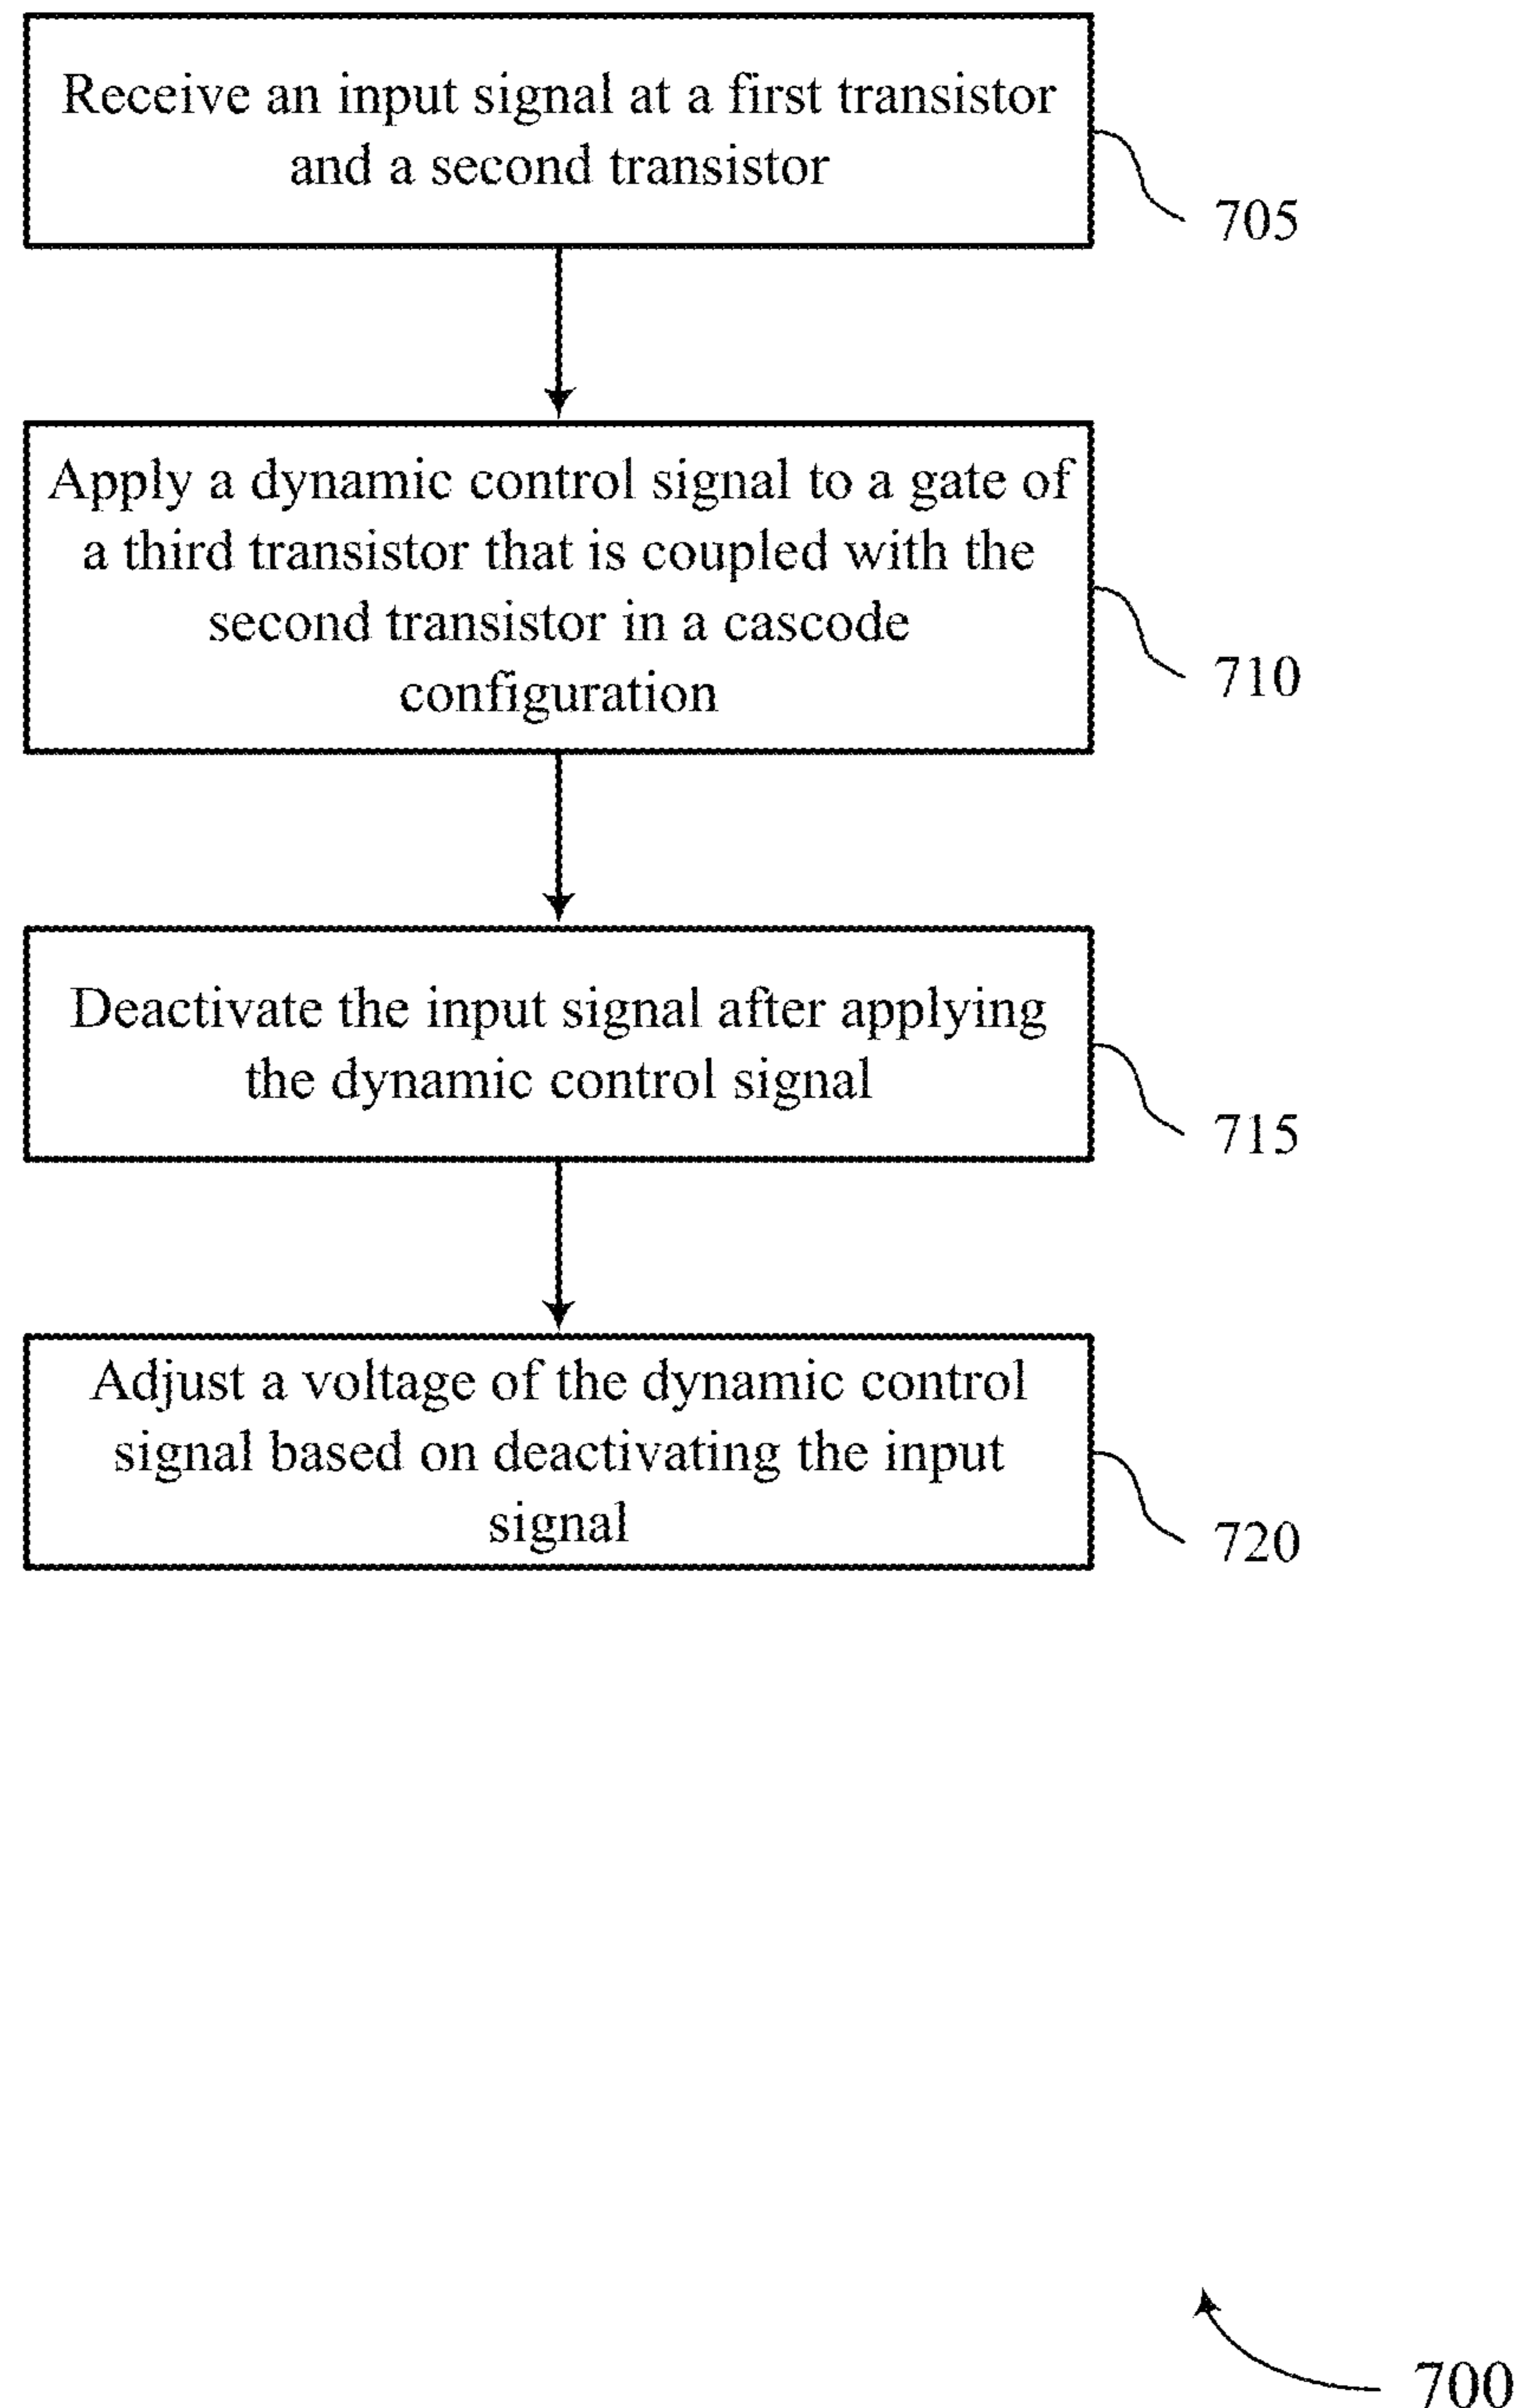 Receive an input signal at a first transistor
and a second transistor
705
Apply a dynamic control signal to a gate of
a third transistor that is coupled with the
second transistor in a cascode
configuration
710
Deactivate the input signal after applying
the dynamic control signal
715
Adjust a voltage of the dynamic control
signal based on deactivating the input
signal
720
700